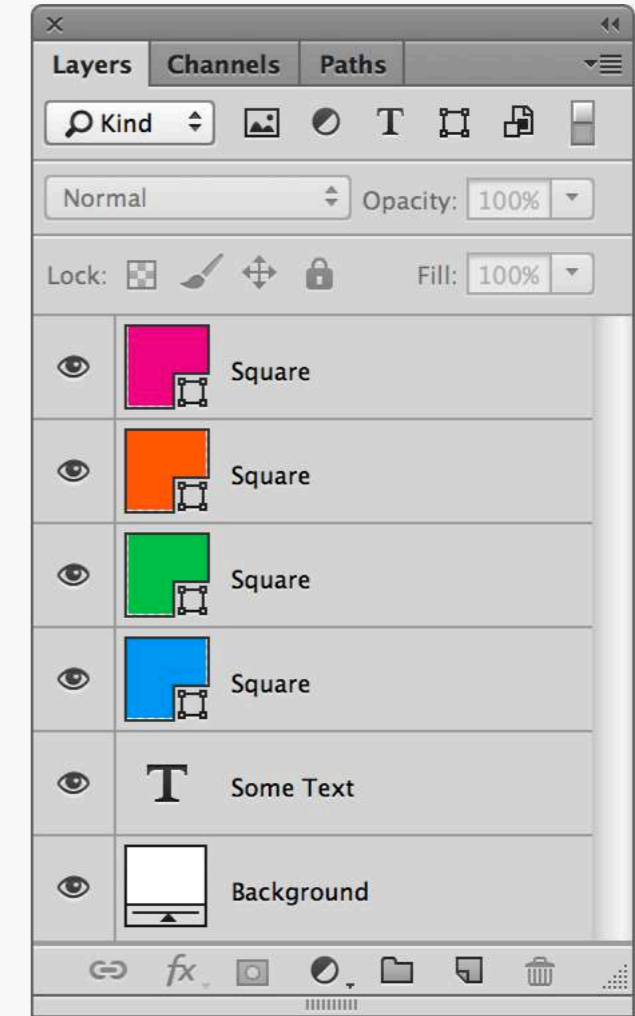 Layers Channels Paths
Kind T
Normal Opacity: 100%
Lock: Fill: 100%
Square
Square
Square
Square
T Some Text
Background
fx